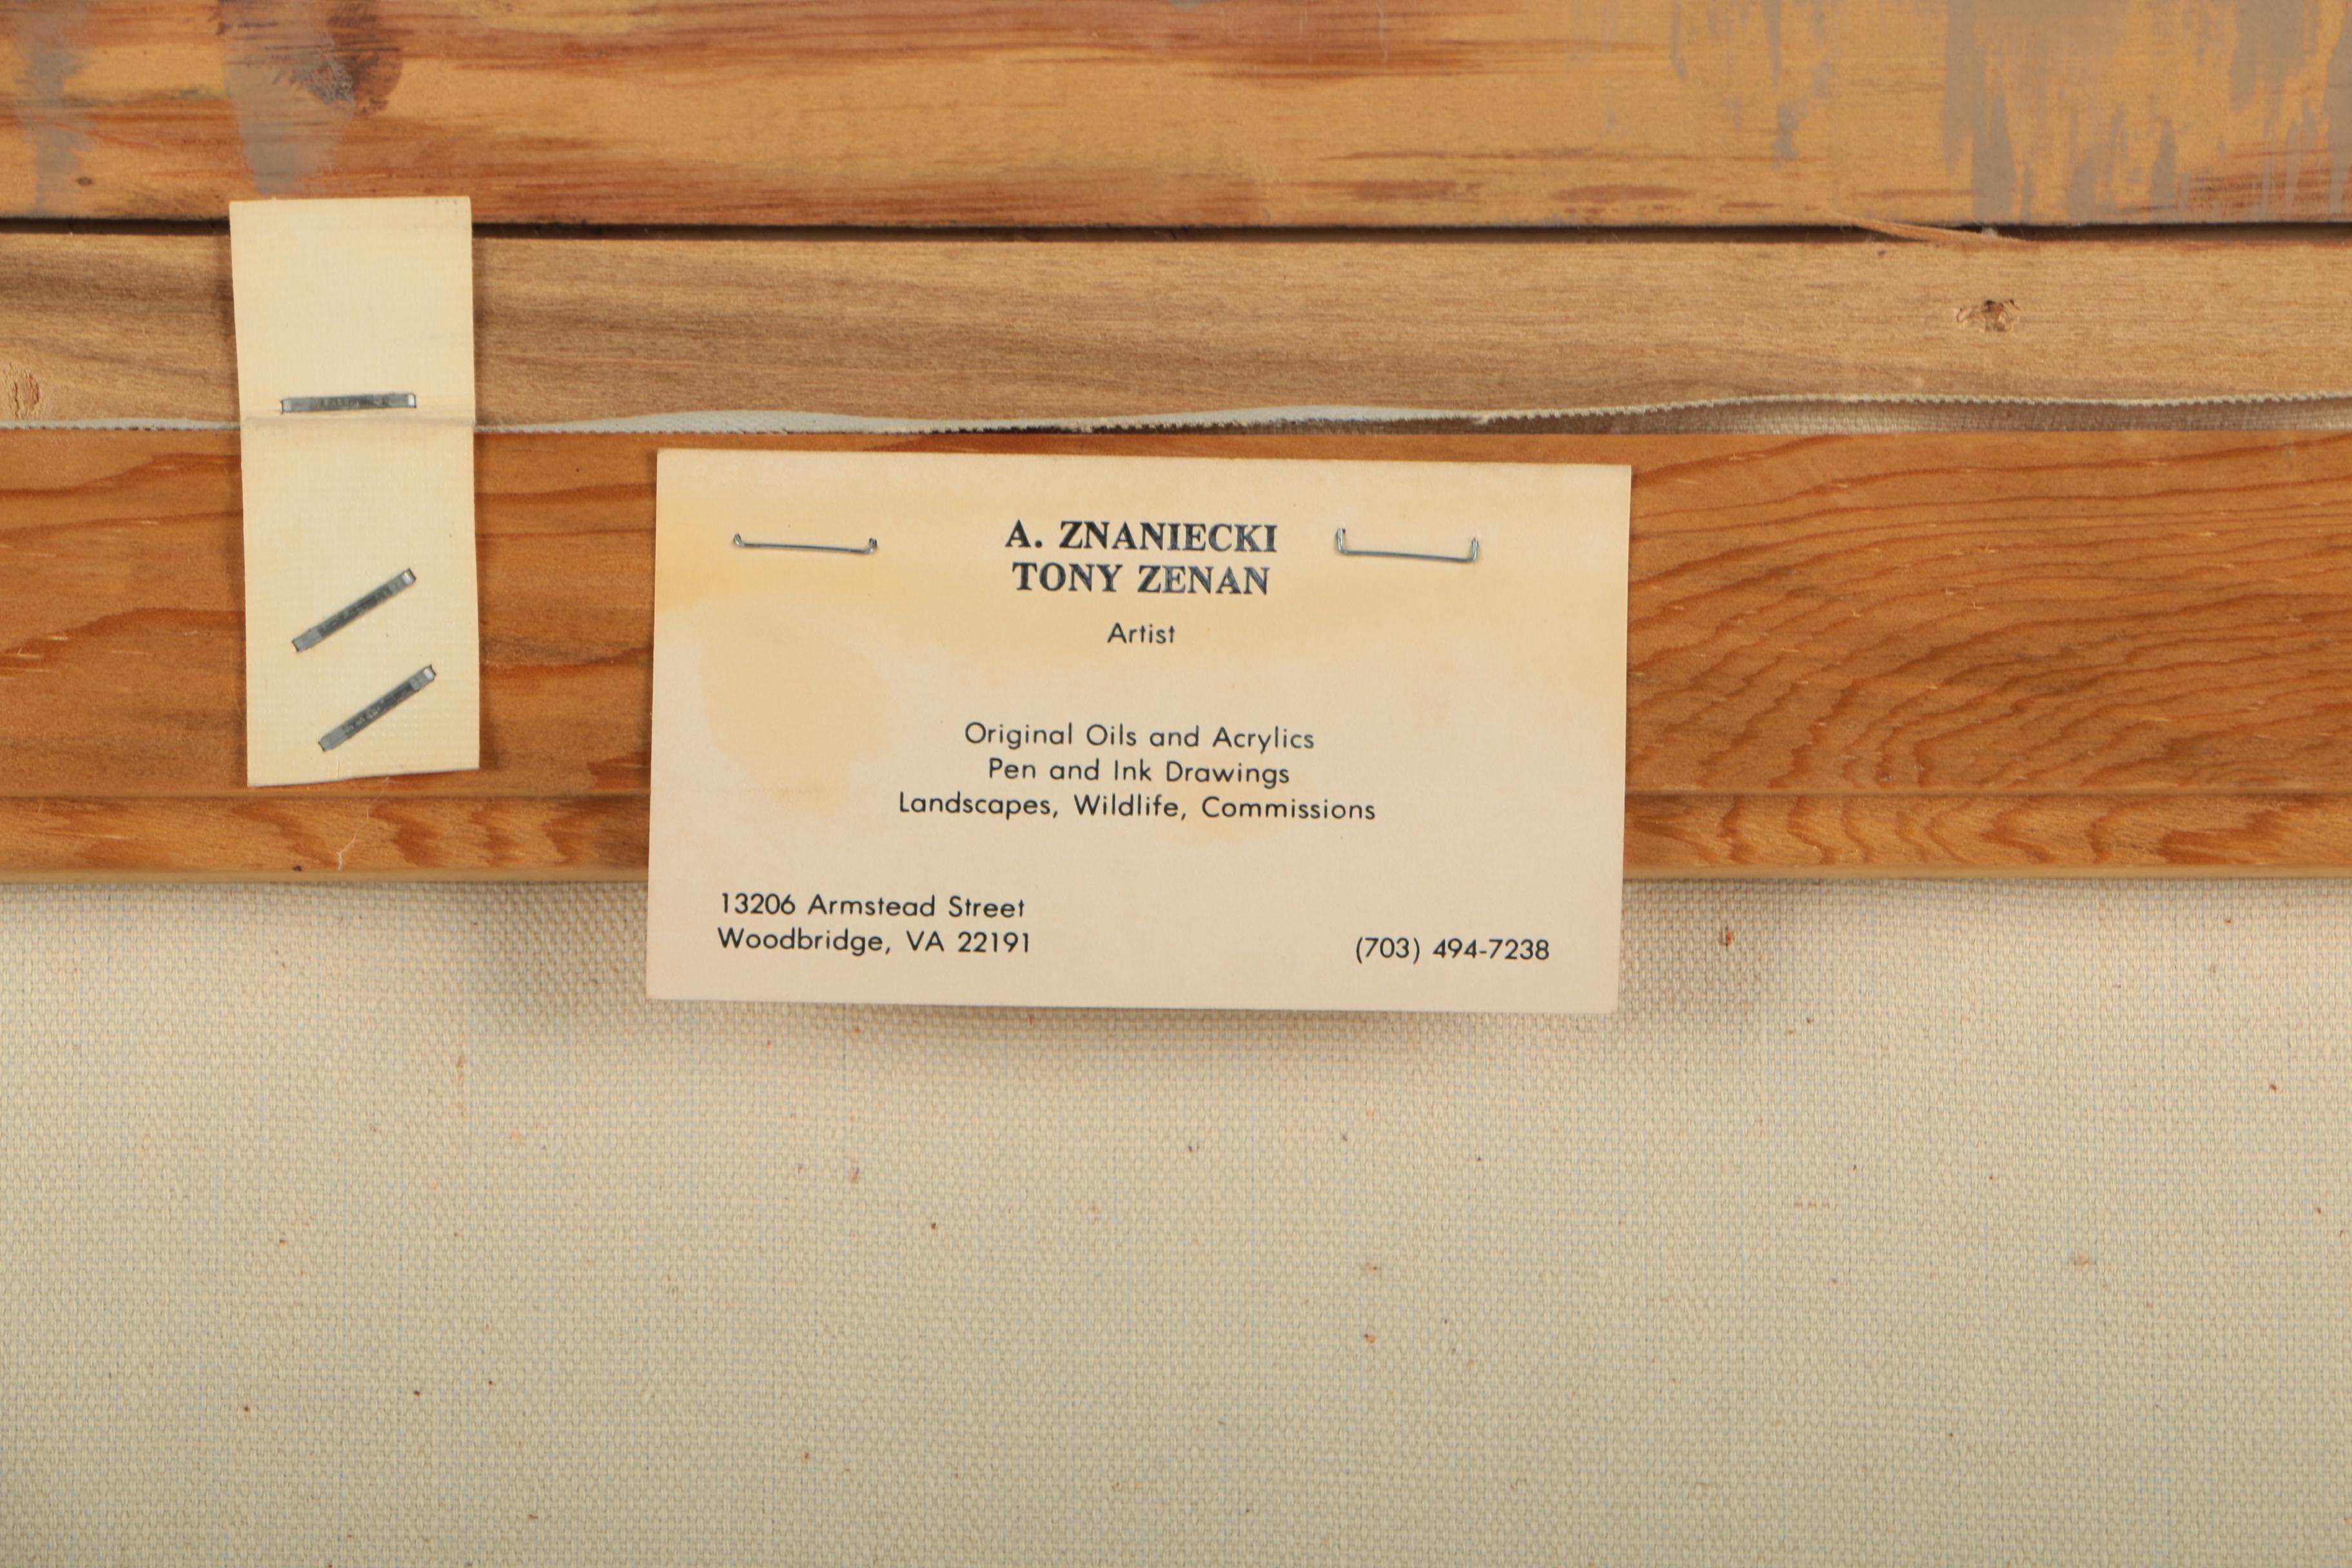 A. ZNANIECKI
TONY ZENAN
Artist
Original Oils and Acrylics
Pen and Ink Drawings
Landscapes, Wildlife, Commissions
13206 Armstead Street
Woodbridge, VA 22191
(703) 494-7238